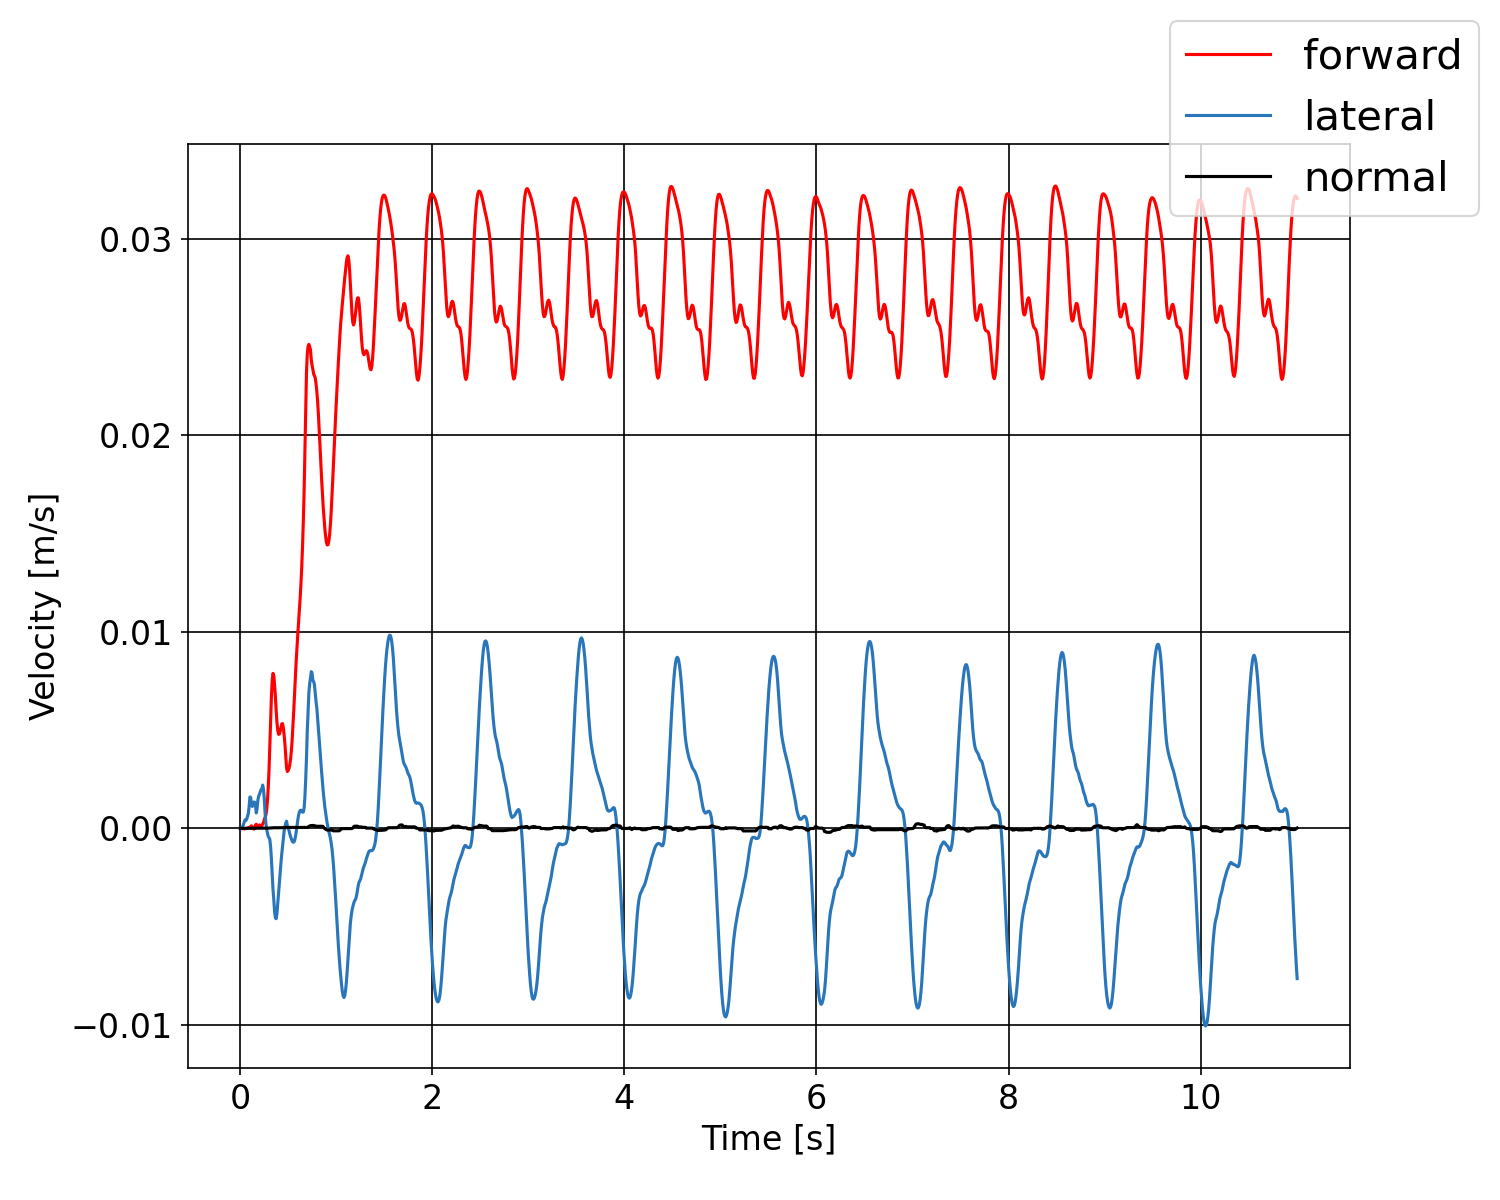 forward
lateral
normal
0.03
0.02
0.01
0.00
−0.01
Velocity [m/s]
0 2 4 6 8 10
Time [s]